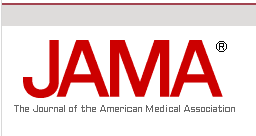 JAMA®
The Journal of the American Medical Association